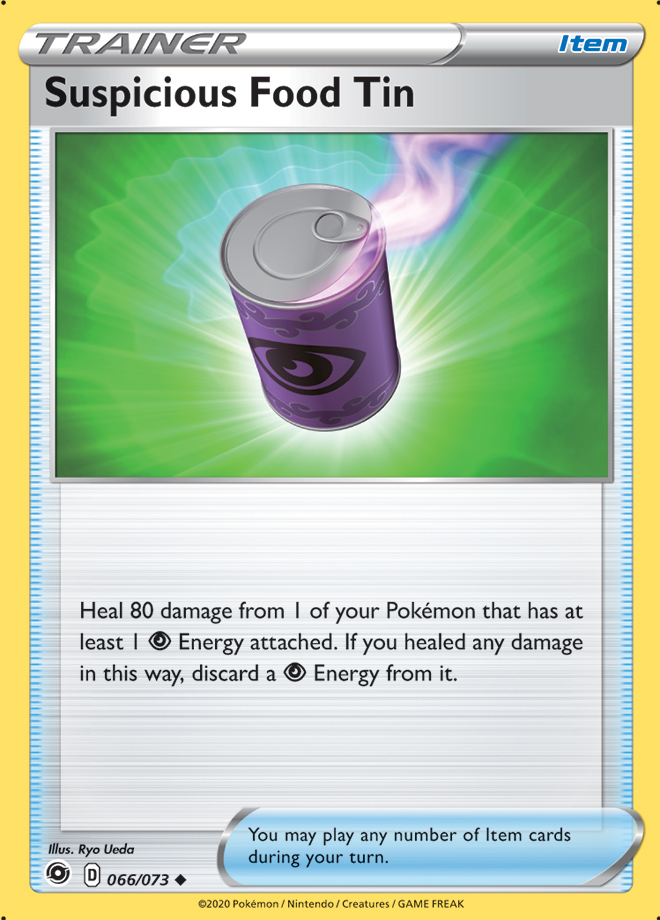 TRAINER Item
Suspicious Food Tin
Heal 80 damage from 1 of your Pokémon that has at
least 1 Energy attached. If you healed any damage
in this way, discard a Energy from it.
You may play any number of Item cards
during your turn.
Illus. Ryo Ueda
D 066/073
©2020 Pokémon / Nintendo / Creatures / GAME FREAK